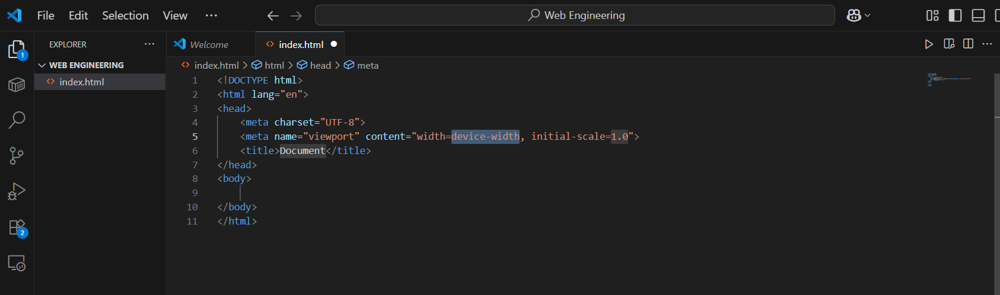 File Edit Selection View ···
Web Engineering
EXPLORER ···
Welcome
index.html
1
WEB ENGINEERING
index.html
index.html > html > head > meta
1 <!DOCTYPE html>
2 <html lang="en">
3 <head>
4 <meta charset="UTF-8">
5 <meta name="viewport" content="width=device-width, initial-scale=1.0">
6 <title>Document</title>
7 </head>
8 <body>
9
10 </body>
11 </html>
2